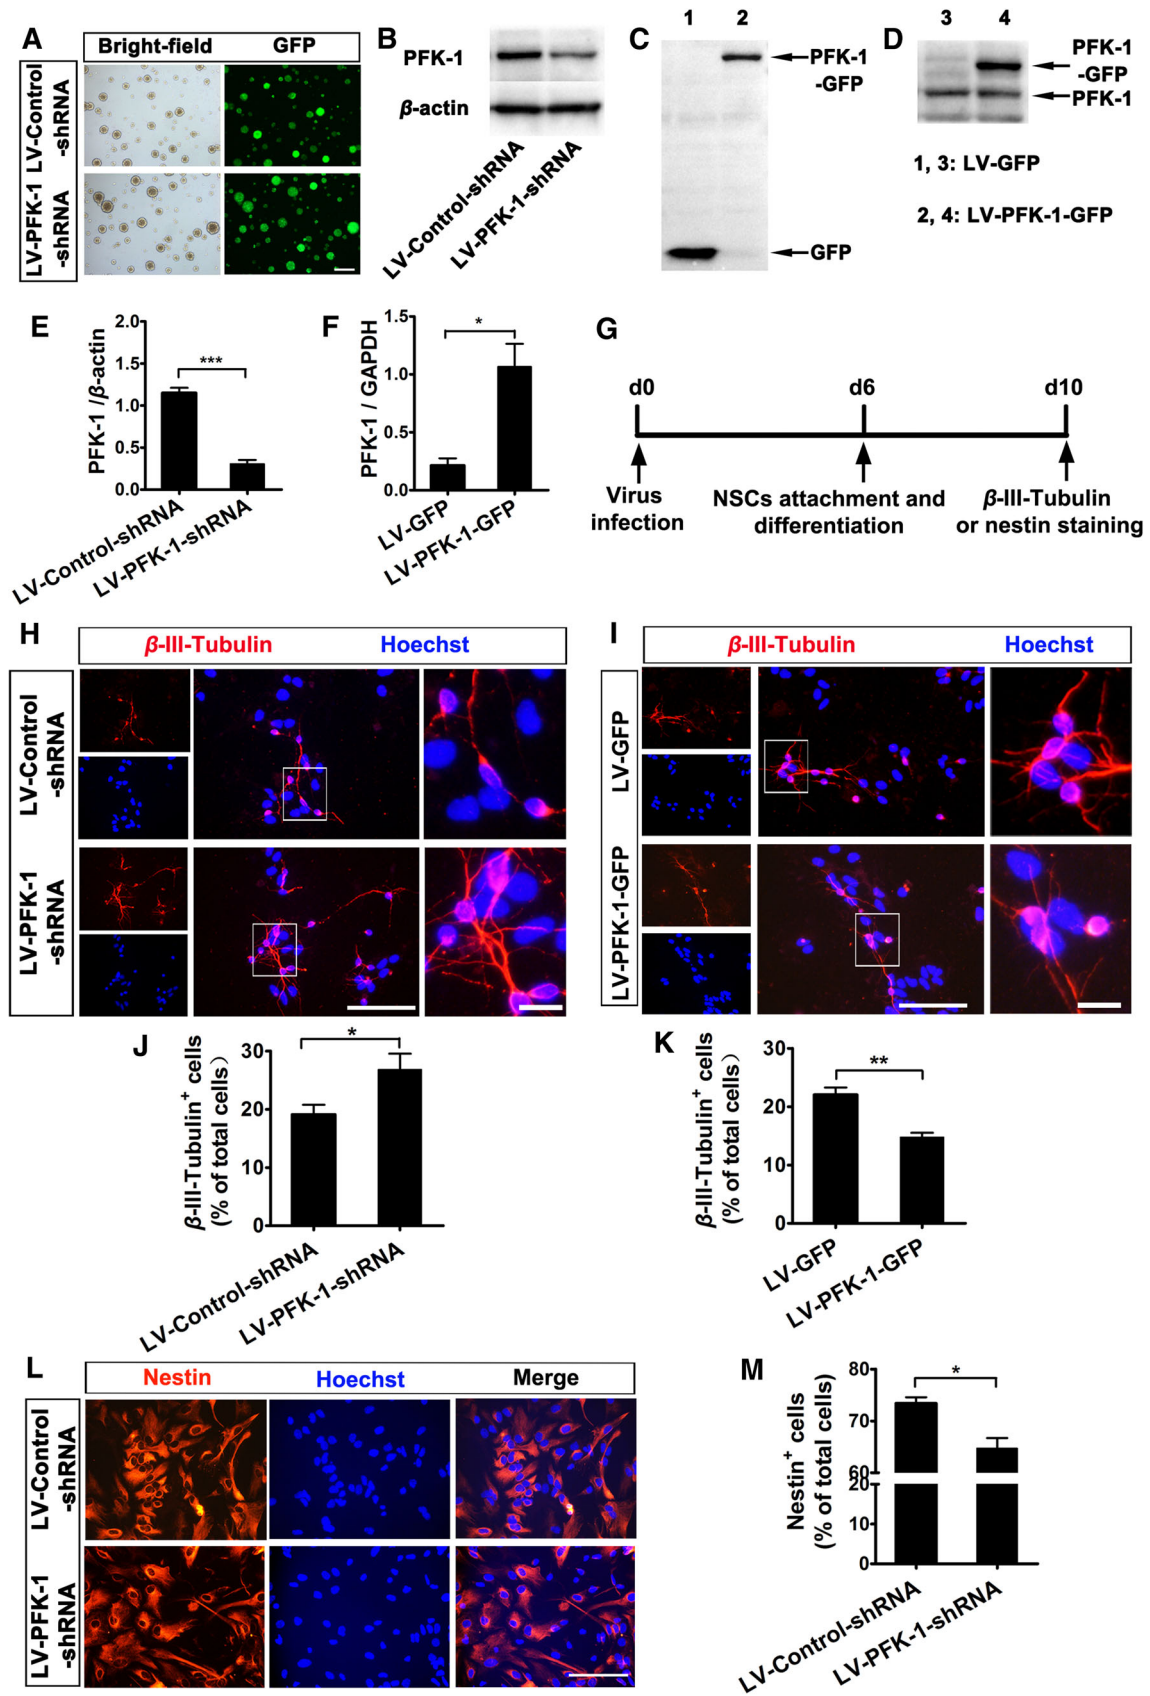 A
Bright-field
GFP
LV-Control
-shRNA
LV-PFK-1
-shRNA
B
PFK-1
β-actin
LV-Control-shRNA
LV-PFK-1-shRNA
C
1
2
PFK-1
-GFP
GFP
D
3
4
PFK-1
-GFP
PFK-1
1, 3: LV-GFP
2, 4: LV-PFK-1-GFP
E
PFK-1 /β-actin
2.0
1.5
1.0
0.5
0.0
***
LV-Control-shRNA
LV-PFK-1-shRNA
F
PFK-1 / GAPDH
1.5
1.0
0.5
0.0
*
LV-GFP
LV-PFK-1-GFP
G
d0
d6
d10
Virus
infection
NSCs attachment and
differentiation
β-III-Tubulin
or nestin staining
H
β-III-Tubulin
Hoechst
LV-Control
-shRNA
LV-PFK-1
-shRNA
I
β-III-Tubulin
Hoechst
LV-GFP
LV-PFK-1-GFP
J
β-III-Tubulin+ cells
(% of total cells)
30
20
10
0
*
LV-Control-shRNA
LV-PFK-1-shRNA
K
β-III-Tubulin+ cells
(% of total cells)
30
20
10
0
**
LV-GFP
LV-PFK-1-GFP
L
Nestin
Hoechst
Merge
LV-Control
-shRNA
LV-PFK-1
-shRNA
M
Nestin+ cells
(% of total cells)
80
70
60
20
10
0
*
LV-Control-shRNA
LV-PFK-1-shRNA